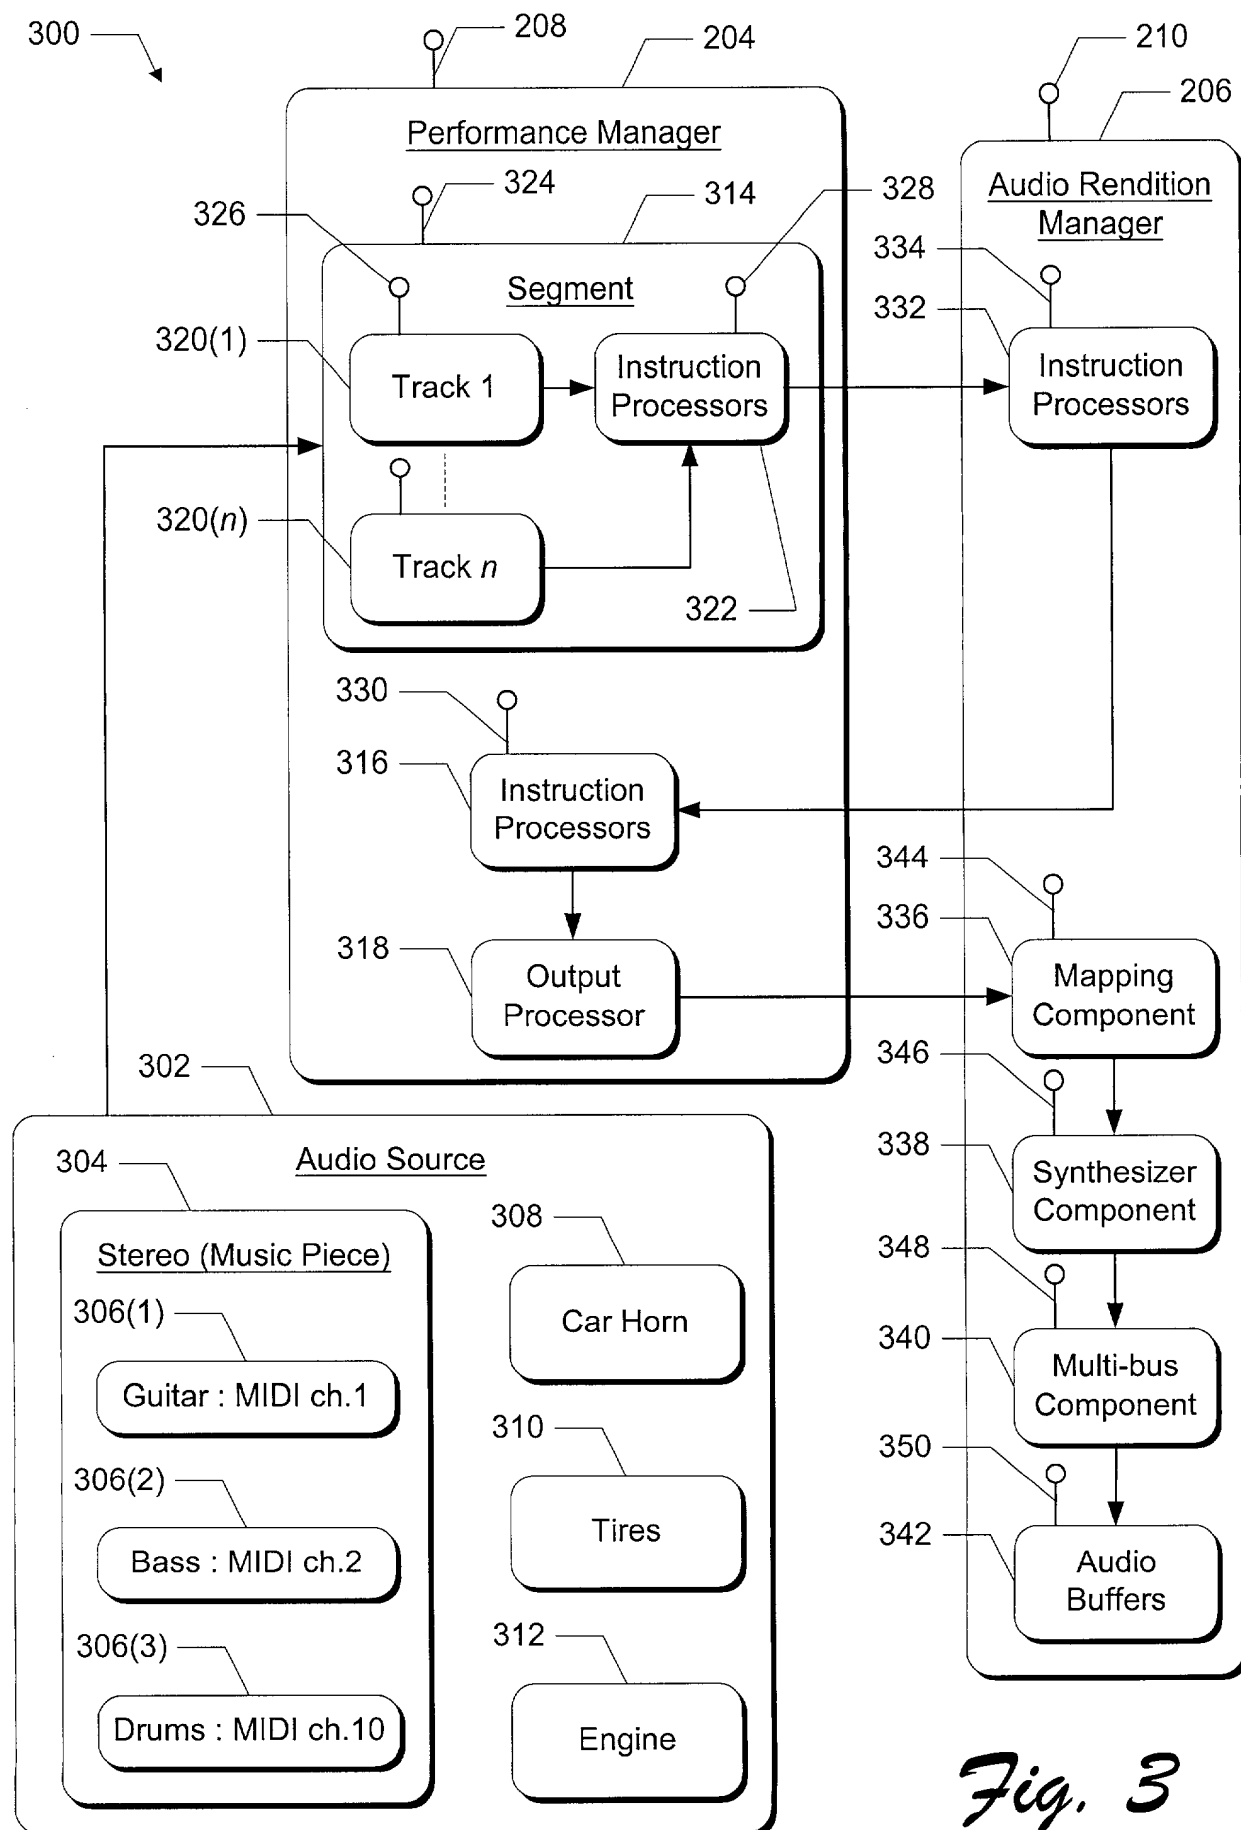 300
208
204
210
206
Performance Manager
Audio Rendition
Manager
324
314
328
326
334
332
Segment
320(1)
Track 1
Instruction
Processors
Instruction
Processors
320(n)
Track n
322
330
316
Instruction
Processors
344
336
318
Output
Processor
Mapping
Component
302
346
338
304
Audio Source
Synthesizer
Component
308
348
Stereo (Music Piece)
306(1)
Car Horn
340
Guitar : MIDI ch.1
Multi-bus
Component
310
350
306(2)
Tires
342
Bass : MIDI ch.2
Audio
Buffers
312
306(3)
Drums : MIDI ch.10
Engine
Fig. 3